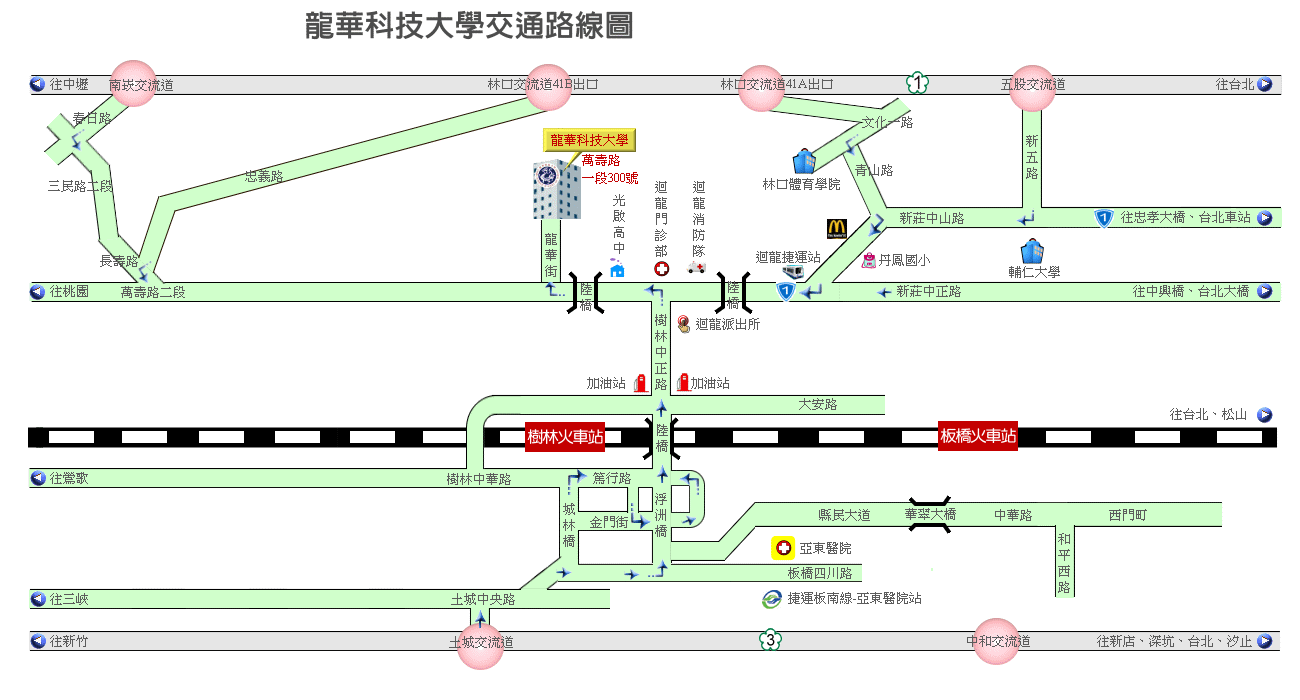 龍華科技大學交通路線圖
往中壢
南崁交流道
林口交流道41B出口
林口交流道41A出口
1
五股交流道
往台北
春日路
文化一路
龍華科技大學
萬壽路
一段300號
新五路
青山路
林口體育學院
三民路二段
忠義路
光啟高中
迴龍門診部
迴龍消防隊
新莊中山路
1
往忠孝大橋、台北車站
龍華街
迴龍捷運站
丹鳳國小
輔仁大學
長壽路
往桃園
萬壽路二段
陸橋
陸橋
1
新莊中正路
往中興橋、台北大橋
樹林中正路
迴龍派出所
加油站
加油站
大安路
往台北、松山
樹林火車站
陸橋
板橋火車站
往鶯歌
樹林中華路
篤行路
城林橋
金門街
浮洲橋
縣民大道
華翠大橋
中華路
西門町
和平西路
亞東醫院
板橋四川路
往三峽
土城中央路
捷運板南線-亞東醫院站
往新竹
土城交流道
3
中和交流道
往新店、深坑、台北、汐止